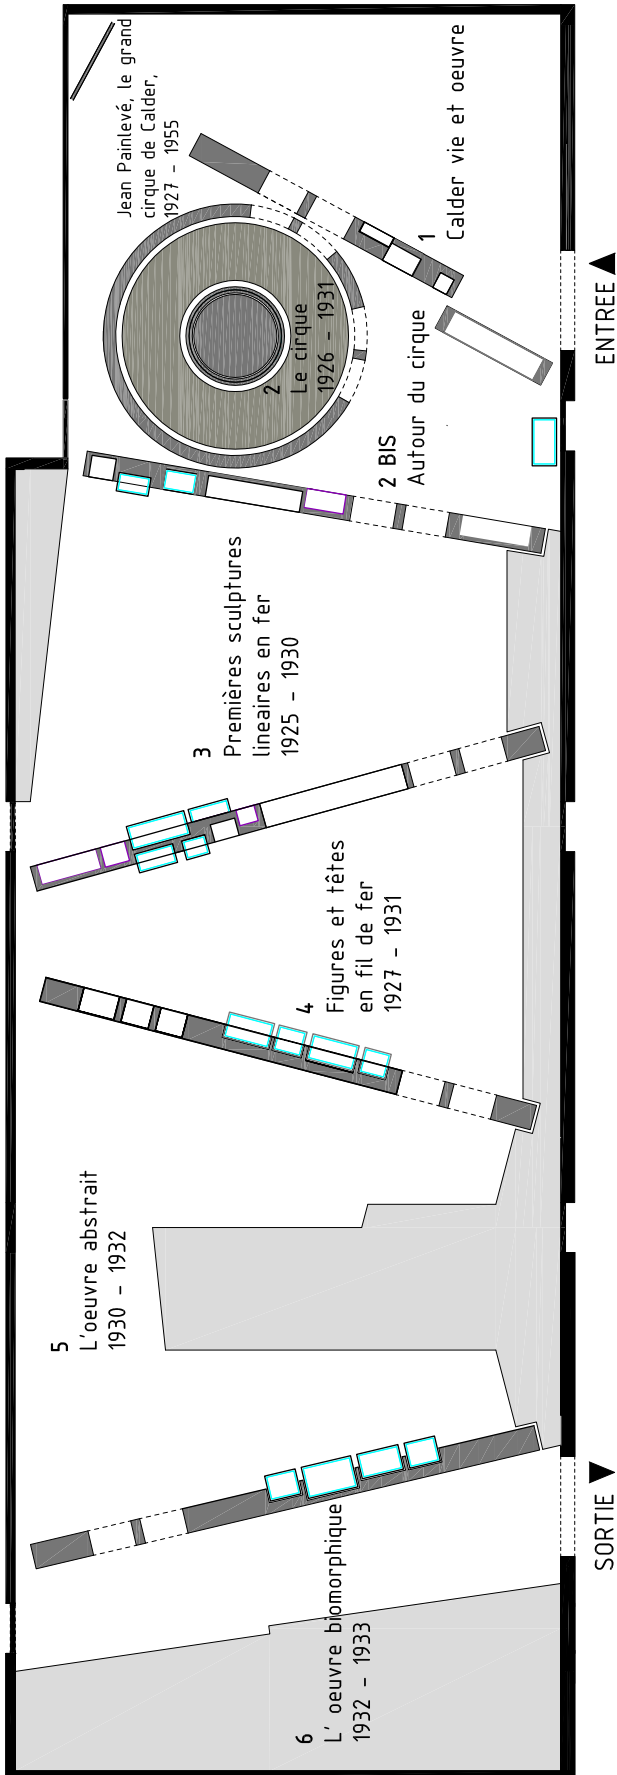 Jean Painlevé, le grand
cirque de Calder,
1927 - 1955
1
Calder vie et oeuvre
ENTREE
2
Le cirque
1926 - 1931
2 BIS
Autour du cirque
3
Premières sculptures
lineaires en fer
1925 - 1930
4
Figures et têtes
en fil de fer
1927 - 1931
5
L'oeuvre abstrait
1930 - 1932
6
L' oeuvre biomorphique
1932 - 1933
SORTIE